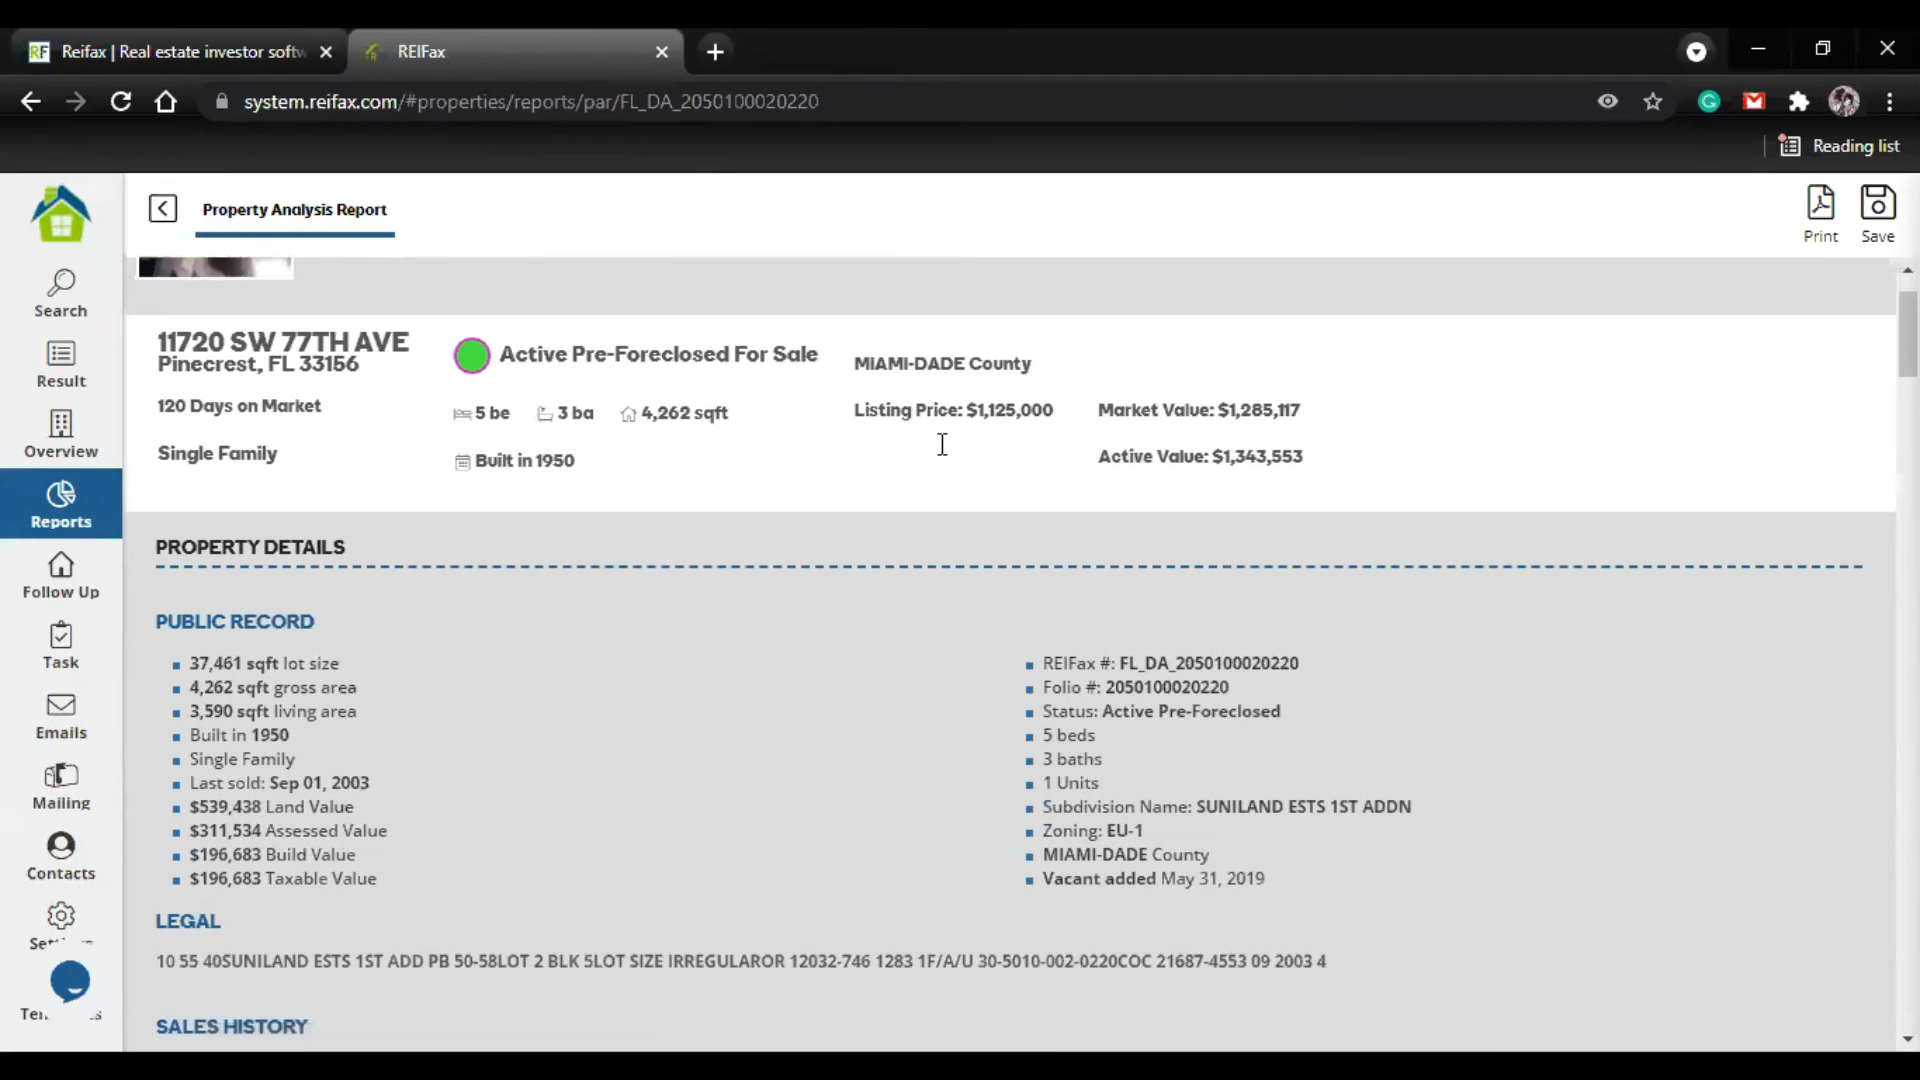 RF Reifax | Real estate investor softw
REIFax
system.reifax.com/#properties/reports/par/FL_DA_2050100020220
Reading list
Property Analysis Report
Print
Save
Search
Result
Overview
Reports
Follow Up
Task
Emails
Mailing
Contacts
11720 SW 77TH AVE
Pinecrest, FL 33156
120 Days on Market
Single Family
Active Pre-Foreclosed For Sale
5 be 3 ba 4,262 sqft
Built in 1950
MIAMI-DADE County
Listing Price: $1,125,000
Market Value: $1,285,117
Active Value: $1,343,553
PROPERTY DETAILS
PUBLIC RECORD
37,461 sqft lot size
4,262 sqft gross area
3,590 sqft living area
Built in 1950
Single Family
Last sold: Sep 01, 2003
$539,438 Land Value
$311,534 Assessed Value
$196,683 Build Value
$196,683 Taxable Value
REIFax #: FL_DA_2050100020220
Folio #: 2050100020220
Status: Active Pre-Foreclosed
5 beds
3 baths
1 Units
Subdivision Name: SUNILAND ESTS 1ST ADDN
Zoning: EU-1
MIAMI-DADE County
Vacant added May 31, 2019
LEGAL
10 55 40SUNILAND ESTS 1ST ADD PB 50-58LOT 2 BLK 5LOT SIZE IRREGULAROR 12032-746 1283 1F/A/U 30-5010-002-0220COC 21687-4553 09 2003 4
SALES HISTORY